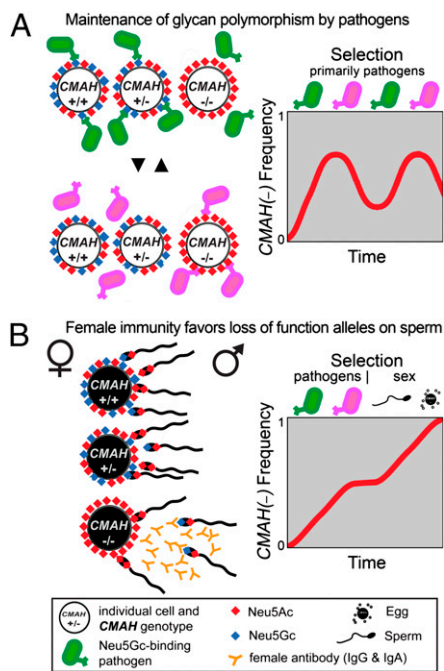 A
Maintenance of glycan polymorphism by pathogens
CMAH
+/+
CMAH
+/-
CMAH
-/-
CMAH
+/+
CMAH
+/-
CMAH
-/-
Selection
primarily pathogens
1
CMAH(-) Frequency
0
Time
B
Female immunity favors loss of function alleles on sperm
♀
♂
CMAH
+/+
CMAH
+/-
CMAH
-/-
Selection
pathogens | sex
1
CMAH(-) Frequency
0
Time
CMAH
+/-
individual cell and
CMAH genotype
Neu5Gc-binding
pathogen
Neu5Ac
Neu5Gc
female antibody (IgG & IgA)
Egg
Sperm